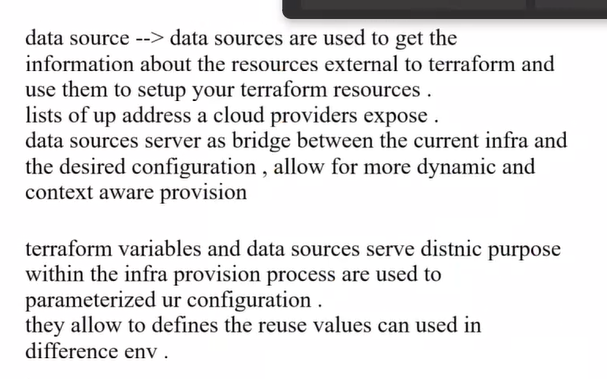 data source --> data sources are used to get the
information about the resources external to terraform and
use them to setup your terraform resources .
lists of up address a cloud providers expose .
data sources server as bridge between the current infra and
the desired configuration , allow for more dynamic and
context aware provision
terraform variables and data sources serve distnic purpose
within the infra provision process are used to
parameterized ur configuration .
they allow to defines the reuse values can used in
difference env .